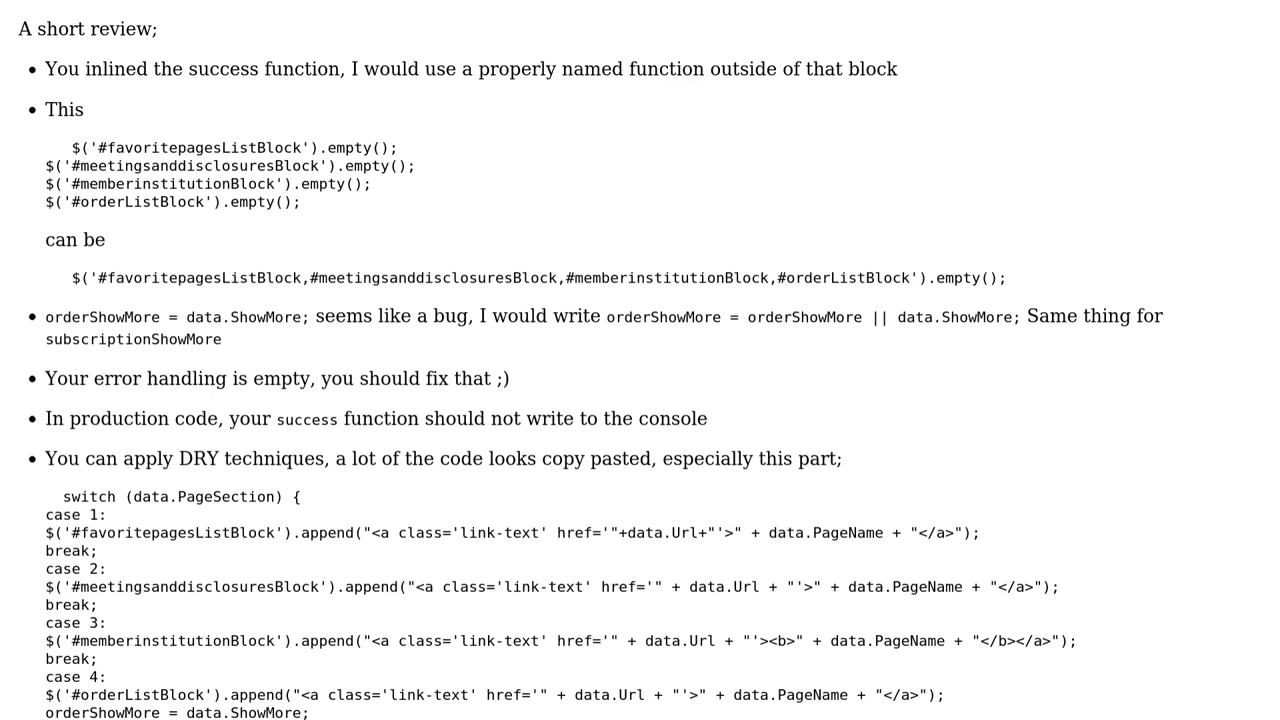 A short review;
• You inlined the success function, I would use a properly named function outside of that block
• This
$('#favoritepagesListBlock').empty();
$('#meetingsanddisclosuresBlock').empty();
$('#memberinstitutionBlock').empty();
$('#orderListBlock').empty();
can be
$('#favoritepagesListBlock,#meetingsanddisclosuresBlock,#memberinstitutionBlock,#orderListBlock').empty();
• orderShowMore = data.ShowMore; seems like a bug, I would write orderShowMore = orderShowMore || data.ShowMore; Same thing for
subscriptionShowMore
• Your error handling is empty, you should fix that ;)
• In production code, your success function should not write to the console
• You can apply DRY techniques, a lot of the code looks copy pasted, especially this part;
switch (data.PageSection) {
case 1:
$('#favoritepagesListBlock').append("<a class='link-text' href='"+data.Url+"'>" + data.PageName + "</a>");
break;
case 2:
$('#meetingsanddisclosuresBlock').append("<a class='link-text' href='" + data.Url + "'>" + data.PageName + "</a>");
break;
case 3:
$('#memberinstitutionBlock').append("<a class='link-text' href='" + data.Url + "'><b>" + data.PageName + "</b></a>");
break;
case 4:
$('#orderListBlock').append("<a class='link-text' href='" + data.Url + "'>" + data.PageName + "</a>");
orderShowMore = data.ShowMore;